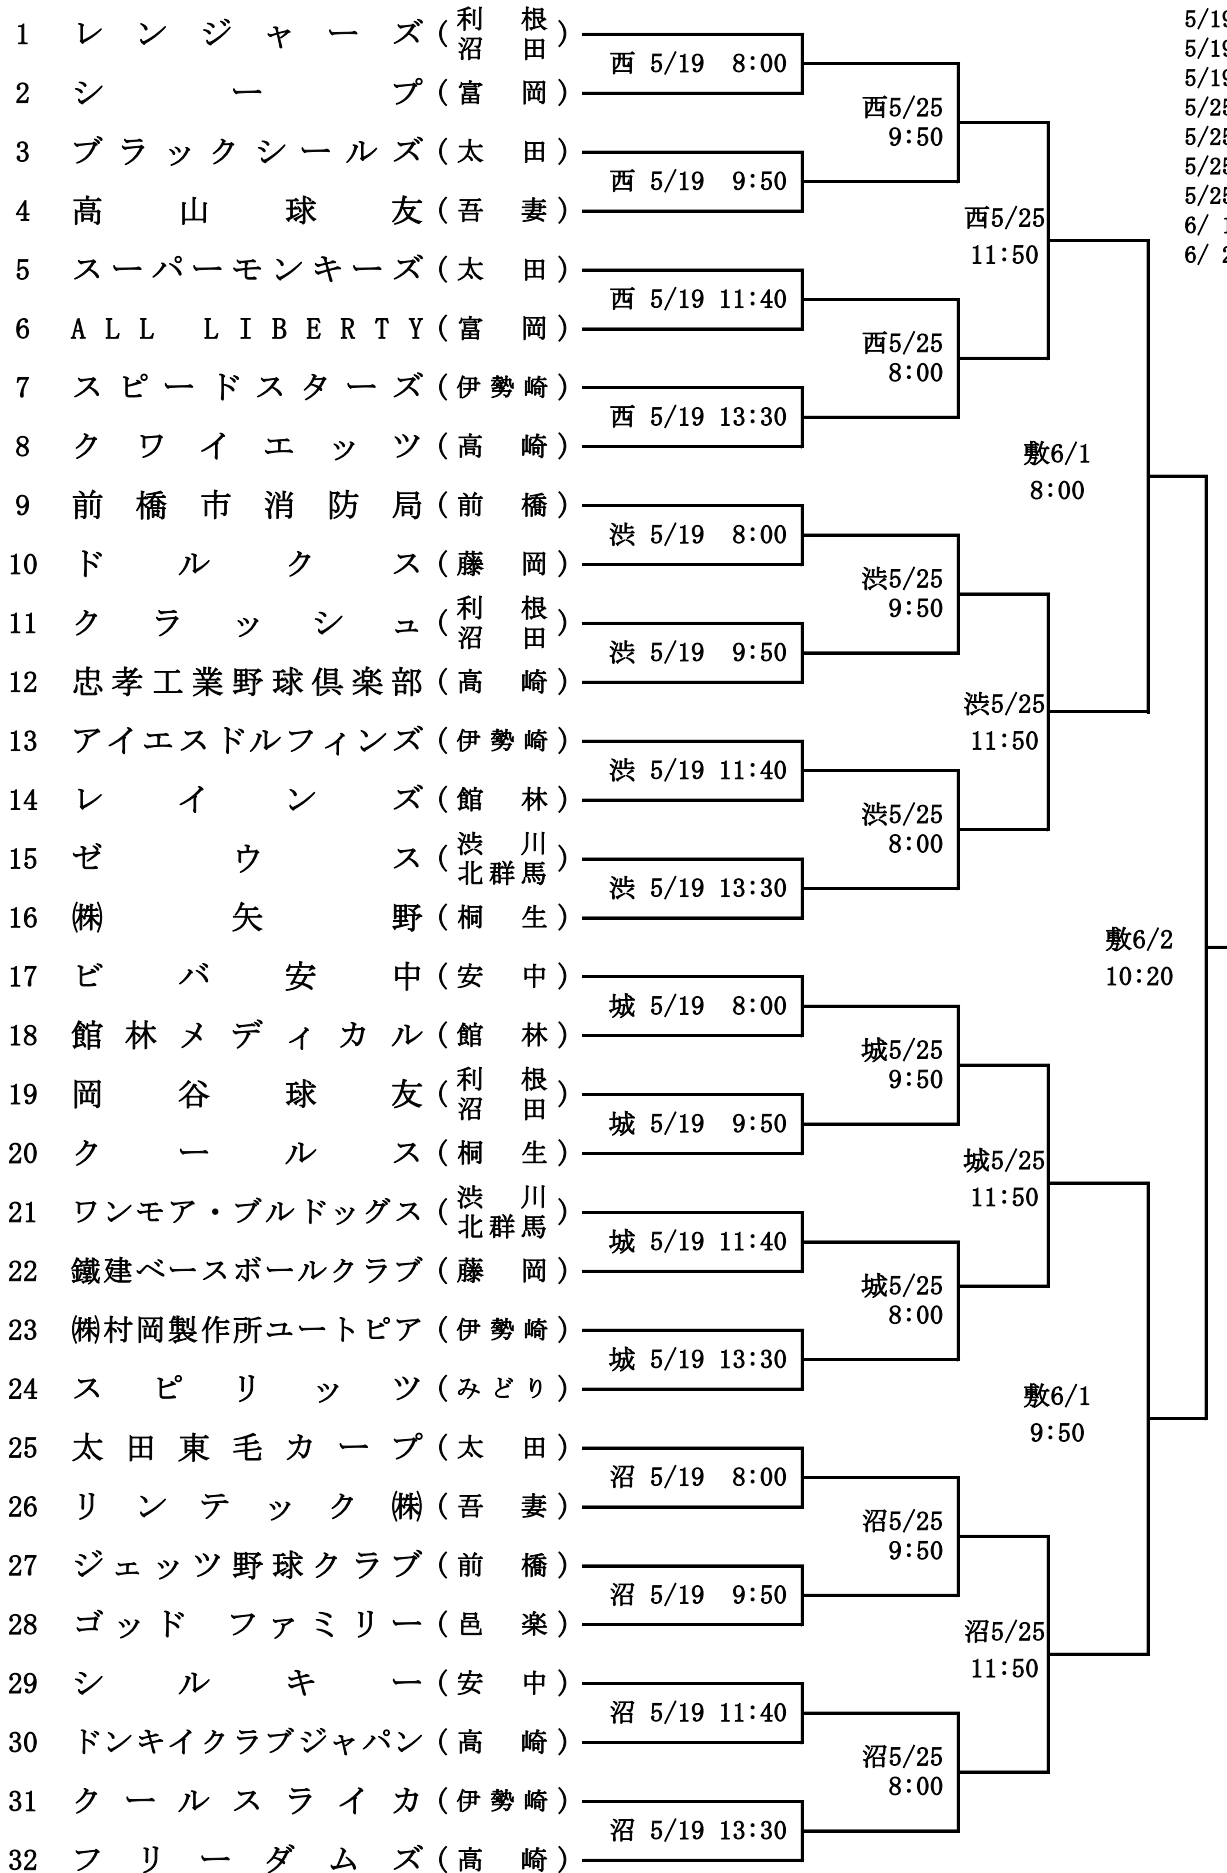 1 レンジャーズ(利根沼田)
西 5/19 8:00
2 シープ(富岡)
西5/25 9:50
3 ブラックシールズ(太田)
西 5/19 9:50
4 高山球友(吾妻)
西5/25 11:50
5 スーパーモンキーズ(太田)
西 5/19 11:40
6 ALL LIBERTY(富岡)
西5/25 8:00
7 スピードスターズ(伊勢崎)
西 5/19 13:30
8 クワイエッツ(高崎)
敷6/1 8:00
9 前橋市消防局(前橋)
渋 5/19 8:00
10 ドルクス(藤岡)
渋5/25 9:50
11 クラッシュ(利根沼田)
渋 5/19 9:50
12 忠孝工業野球倶楽部(高崎)
渋5/25 11:50
13 アイエスドルフィンズ(伊勢崎)
渋 5/19 11:40
14 レインズ(館林)
渋5/25 8:00
15 ゼウス(渋川北群馬)
渋 5/19 13:30
16 ㈱矢野(桐生)
敷6/2 10:20
17 ビバ安中(安中)
城 5/19 8:00
18 館林メディカル(館林)
城5/25 9:50
19 岡谷球友(利根沼田)
城 5/19 9:50
20 クールス(桐生)
城5/25 11:50
21 ワンモア・ブルドッグス(渋川北群馬)
城 5/19 11:40
22 鐵建ベースボールクラブ(藤岡)
城5/25 8:00
23 ㈱村岡製作所ユートピア(伊勢崎)
城 5/19 13:30
24 スピリッツ(みどり)
敷6/1 9:50
25 太田東毛カープ(太田)
沼 5/19 8:00
26 リンテック㈱(吾妻)
沼5/25 9:50
27 ジェッツ野球クラブ(前橋)
沼 5/19 9:50
28 ゴッド ファミリー(邑楽)
沼5/25 11:50
29 シルキー(安中)
沼 5/19 11:40
30 ドンキイクラブジャパン(高崎)
沼5/25 8:00
31 クールスライカ(伊勢崎)
沼 5/19 13:30
32 フリーダムズ(高崎)
5/19
5/19
5/19
5/25
5/25
5/25
5/25
6/ 1
6/ 2